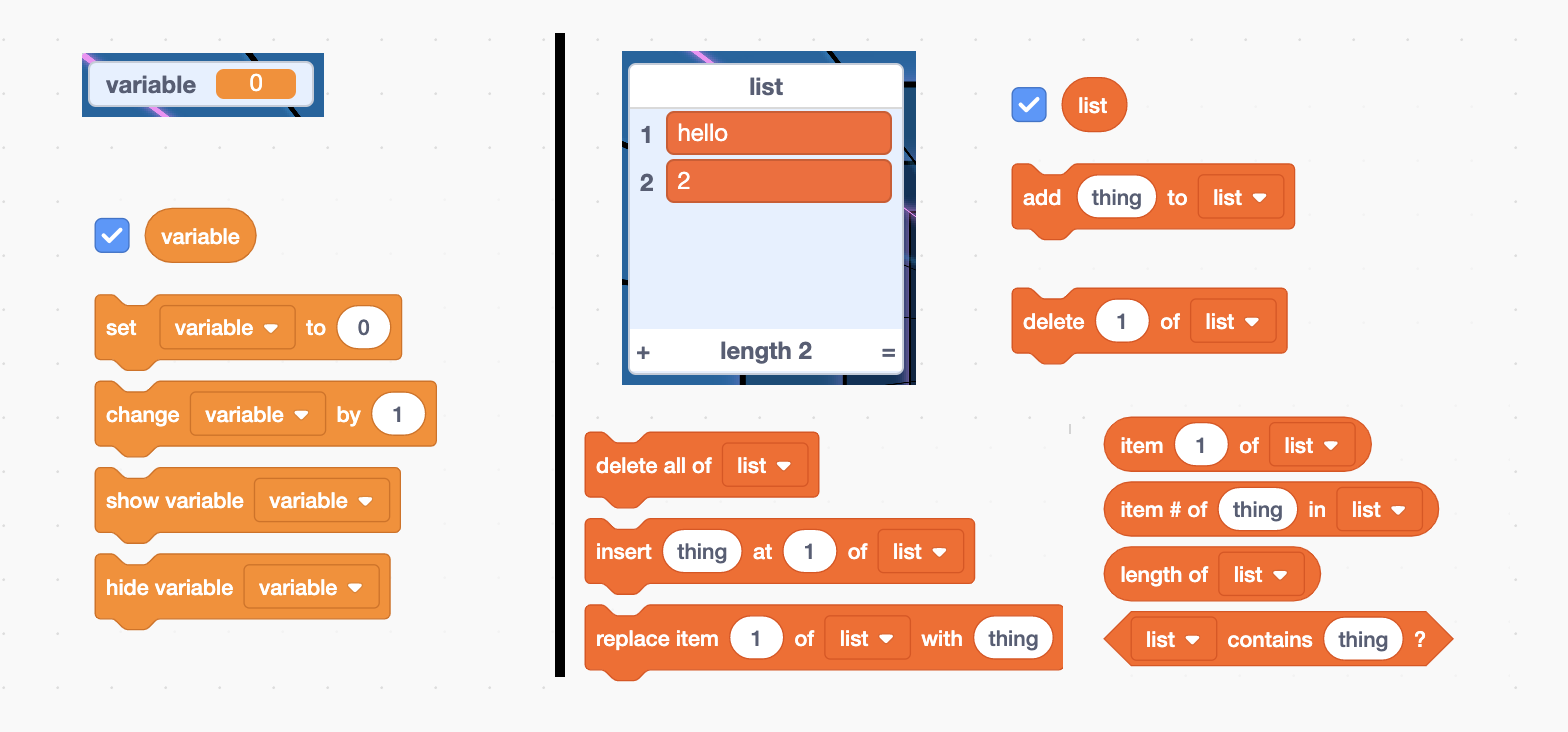 variable 0
variable
set variable to 0
change variable by 1
show variable variable
hide variable variable
list
1 hello
2 2
+ length 2 =
delete all of list
insert thing at 1 of list
replace item 1 of list with thing
list
add thing to list
delete 1 of list
item 1 of list
item # of thing in list
length of list
list contains thing ?